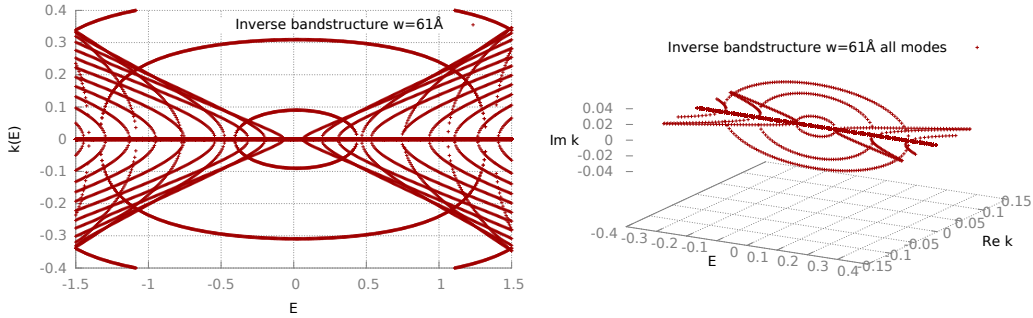 Inverse bandstructure w=61Å
k(E)
0.4
0.3
0.2
0.1
0
-0.1
-0.2
-0.3
-0.4
-1.5 -1 -0.5 0 0.5 1 1.5
E
Inverse bandstructure w=61Å all modes
Im k
0.04
0.02
0
-0.02
-0.04
-0.4 -0.3 -0.2 -0.1 0 0.1 0.2 0.3 0.4
E
-0.15 -0.1 -0.05 0 0.05 0.1 0.15
Re k